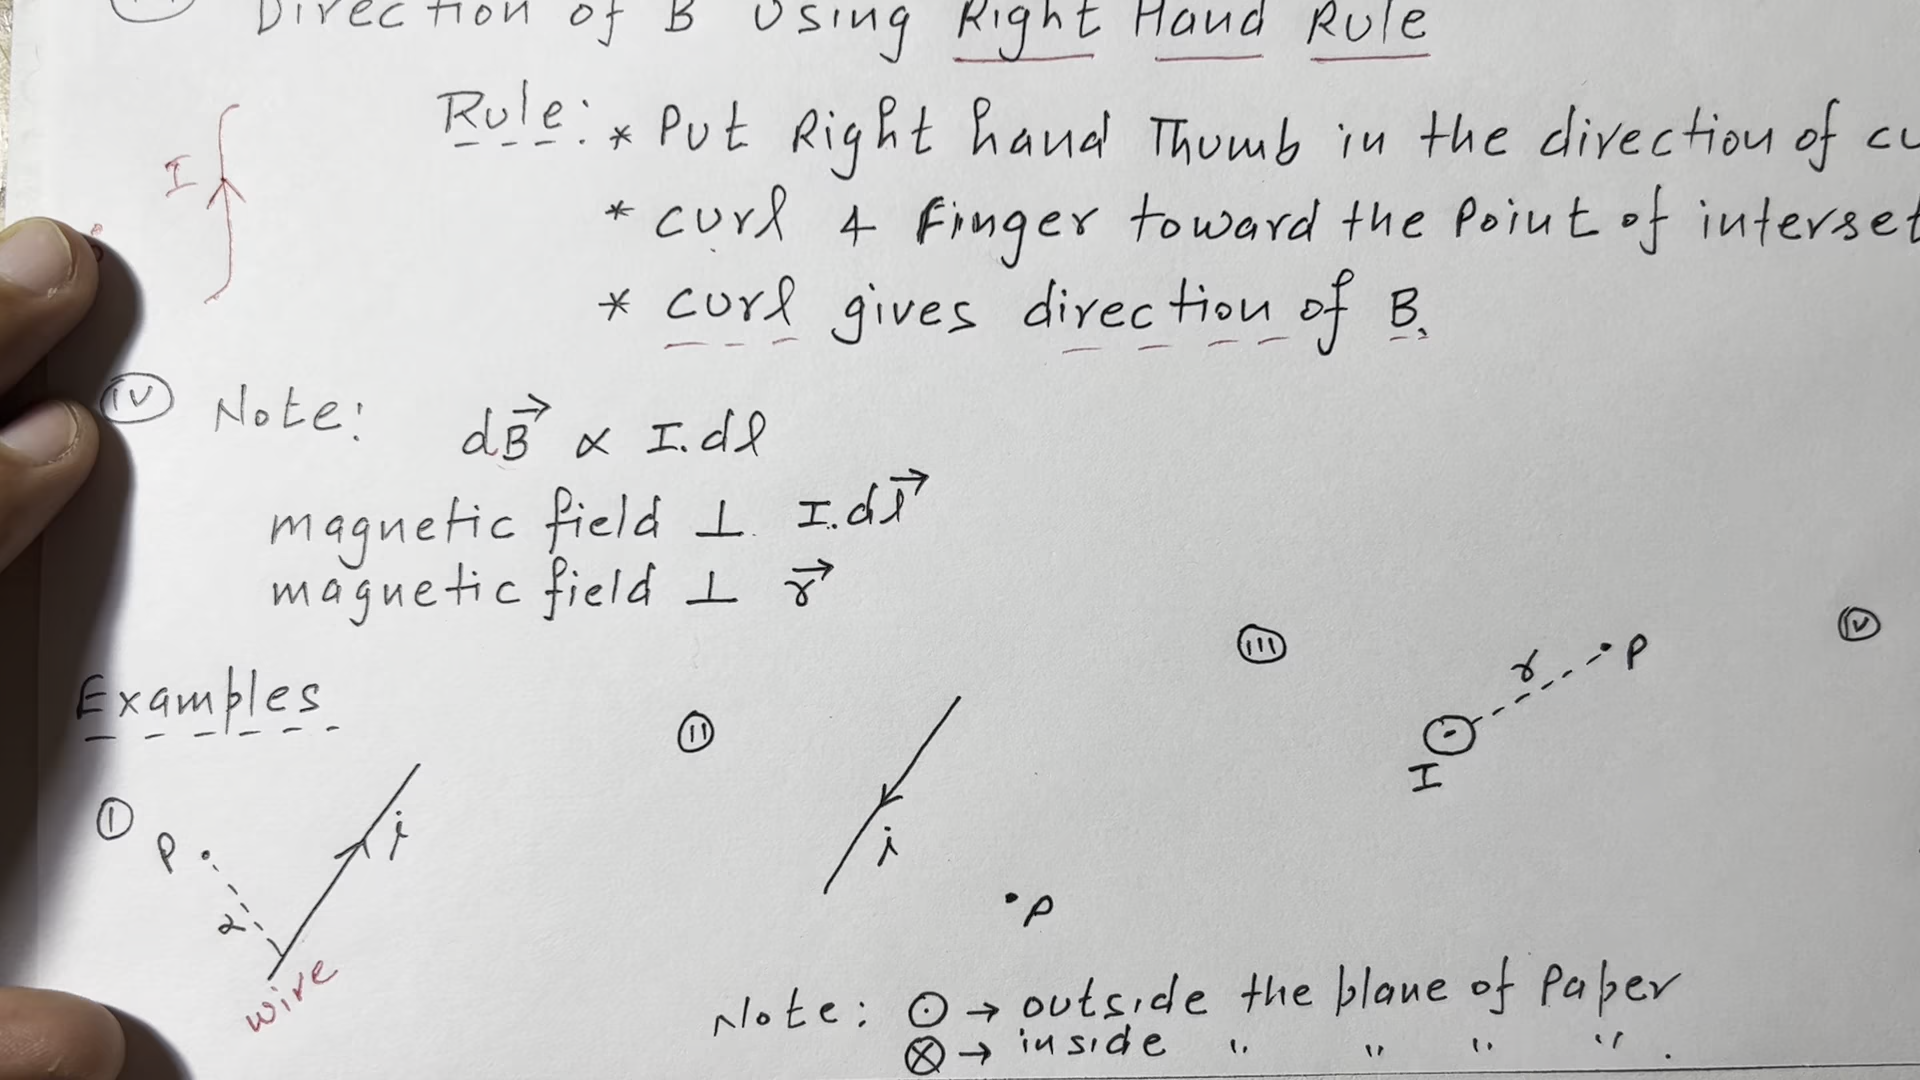 Direction of B Using Right Hand Rule
I
Rule: * Put Right hand Thumb in the direction of cu
* curl 4 Finger toward the Point of interset
* curl gives direction of B.
(iv) Note: dB→ ∝ I.dl
magnetic field ⊥ I.dl→
magnetic field ⊥ r→
Examples
(i) P i r wire
(ii) i P
(iii) r P I
(iv)
Note: ⊙ → outside the plane of Paper
⊗ → inside " " " " .